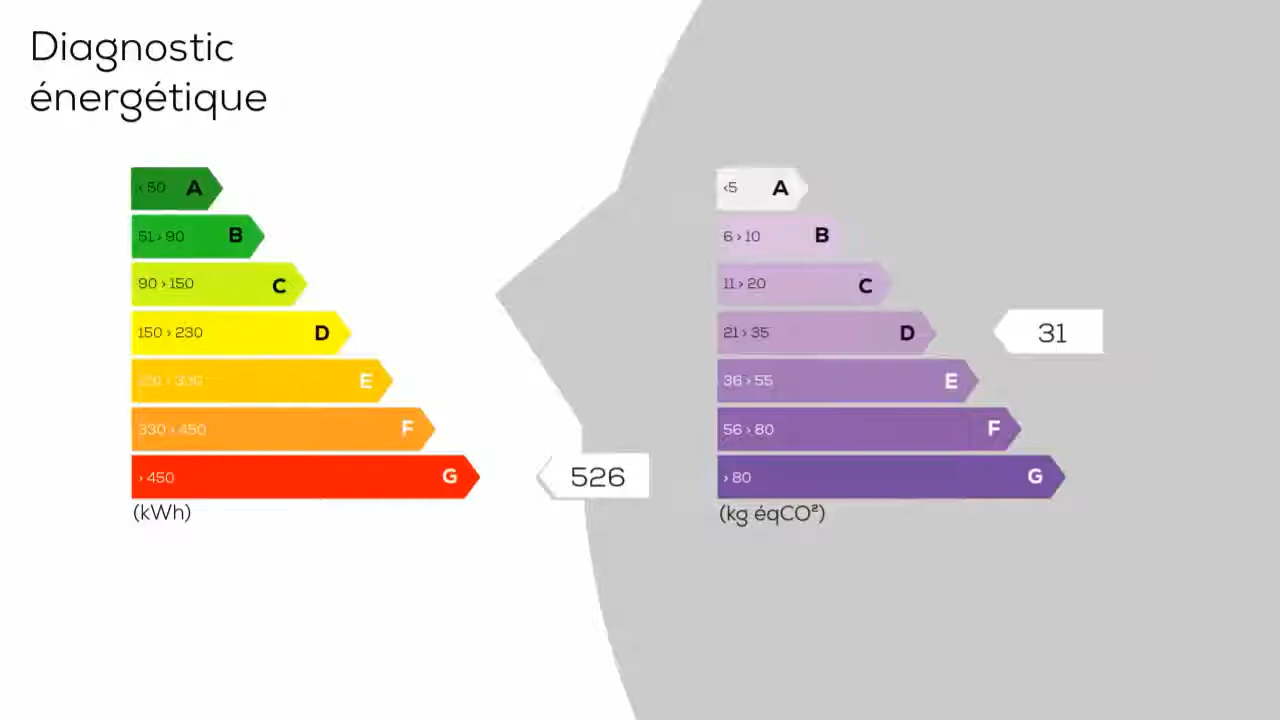 Diagnostic
énergétique
< 50 A
51 > 90 B
90 > 150 C
150 > 230 D
E
330 > 450 F
> 450 G
(kWh)
526
<5 A
6 > 10 B
11 > 20 C
21 > 35 D
36 > 55 E
56 > 80 F
> 80 G
(kg éqCO²)
31